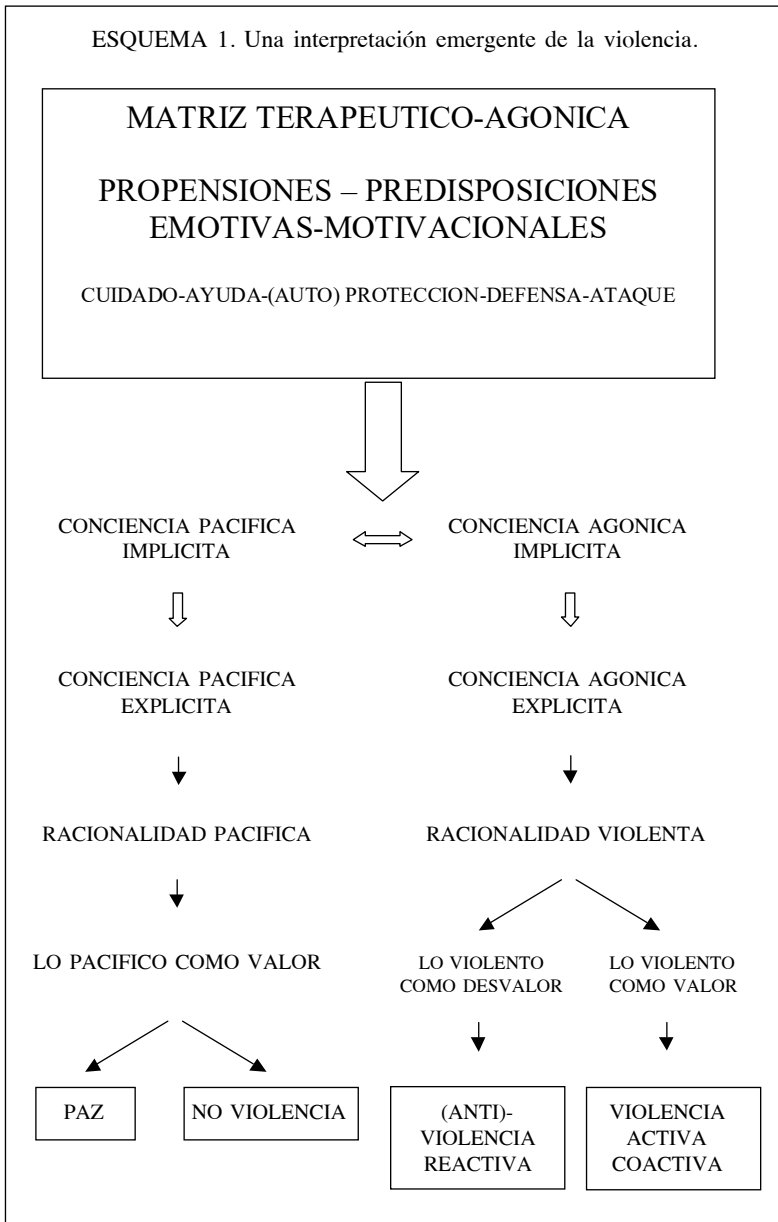 ESQUEMA 1. Una interpretación emergente de la violencia.
MATRIZ TERAPEUTICO-AGONICA
PROPENSIONES – PREDISPOSICIONES
EMOTIVAS-MOTIVACIONALES
CUIDADO-AYUDA-(AUTO) PROTECCION-DEFENSA-ATAQUE
CONCIENCIA PACIFICA
IMPLICITA
CONCIENCIA AGONICA
IMPLICITA
CONCIENCIA PACIFICA
EXPLICITA
CONCIENCIA AGONICA
EXPLICITA
RACIONALIDAD PACIFICA
RACIONALIDAD VIOLENTA
LO PACIFICO COMO VALOR
LO VIOLENTO
COMO DESVALOR
LO VIOLENTO
COMO VALOR
PAZ
NO VIOLENCIA
(ANTI)-
VIOLENCIA
REACTIVA
VIOLENCIA
ACTIVA
COACTIVA